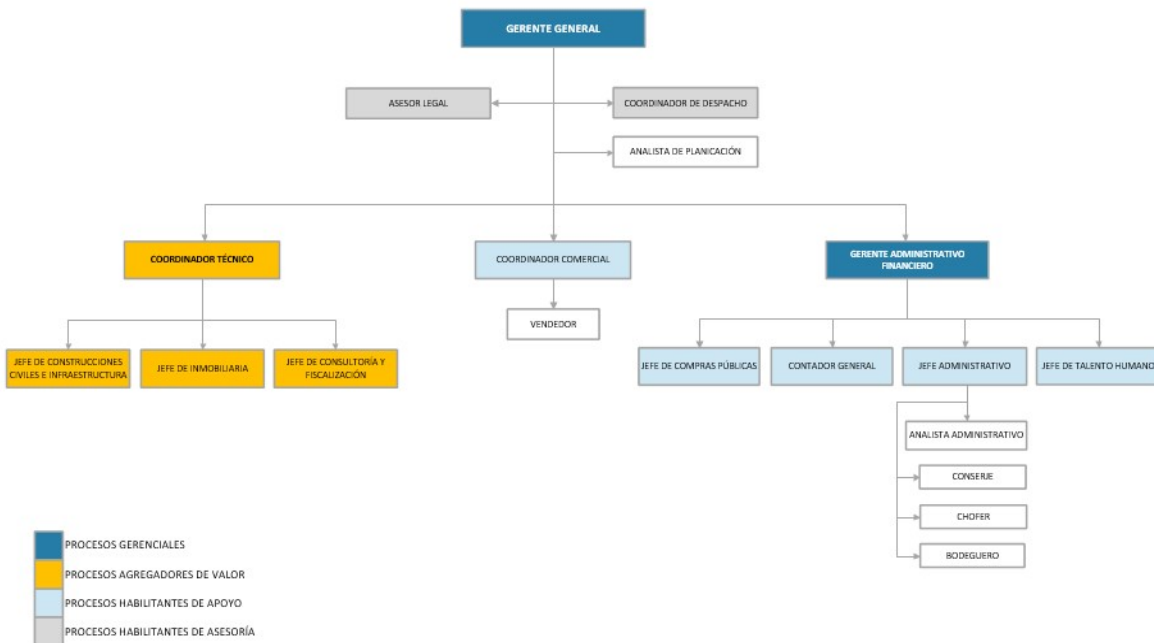 GERENTE GENERAL
ASESOR LEGAL
COORDINADOR DE DESPACHO
ANALISTA DE PLANICACIÓN
COORDINADOR TÉCNICO
COORDINADOR COMERCIAL
GERENTE ADMINISTRATIVO
FINANCIERO
VENDEDOR
JEFE DE CONSTRUCCIONES
CIVILES E INFRAESTRUCTURA
JEFE DE INMOBILIARIA
JEFE DE CONSULTORÍA Y
FISCALIZACIÓN
JEFE DE COMPRAS PÚBLICAS
CONTADOR GENERAL
JEFE ADMINISTRATIVO
JEFE DE TALENTO HUMANO
ANALISTA ADMINISTRATIVO
CONSERJE
CHOFER
BODEGUERO
PROCESOS GERENCIALES
PROCESOS AGREGADORES DE VALOR
PROCESOS HABILITANTES DE APOYO
PROCESOS HABILITANTES DE ASESORÍA